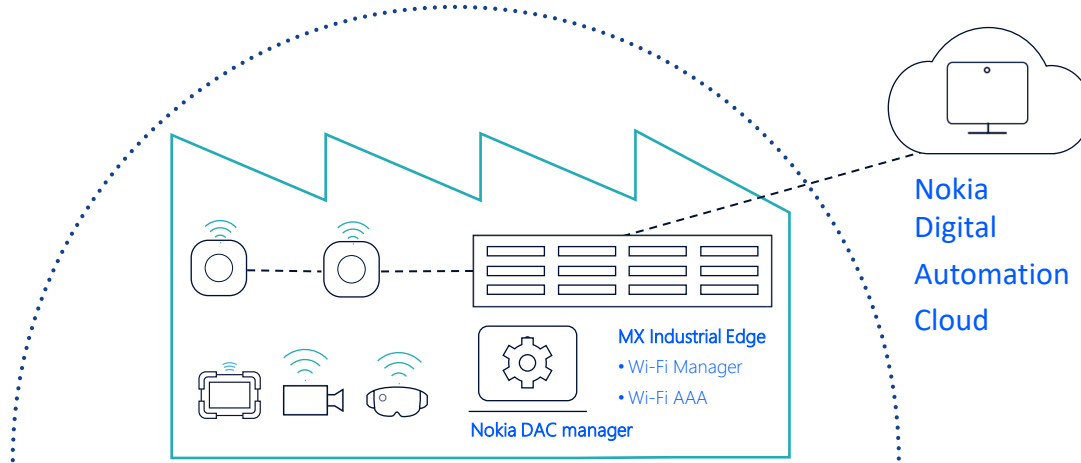 Nokia
Digital
Automation
Cloud
MX Industrial Edge
• Wi-Fi Manager
• Wi-Fi AAA
Nokia DAC manager